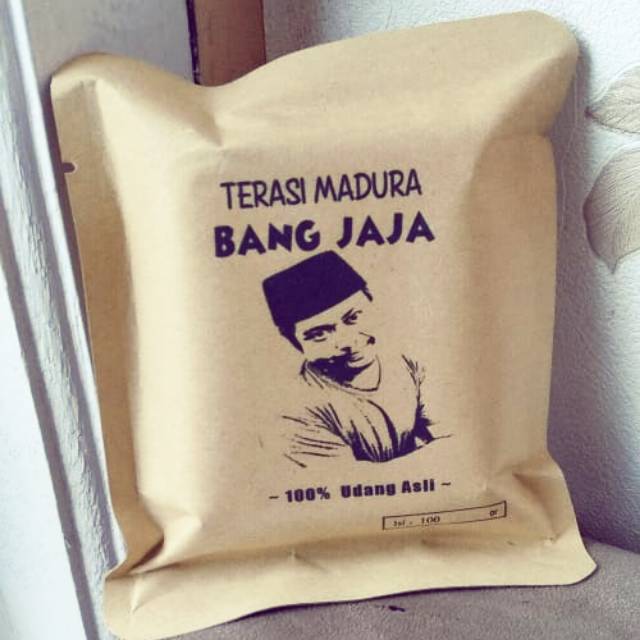 TERASI MADURA
BANG JAJA
~ 100% Udang Asli ~
Isi : 100 gr